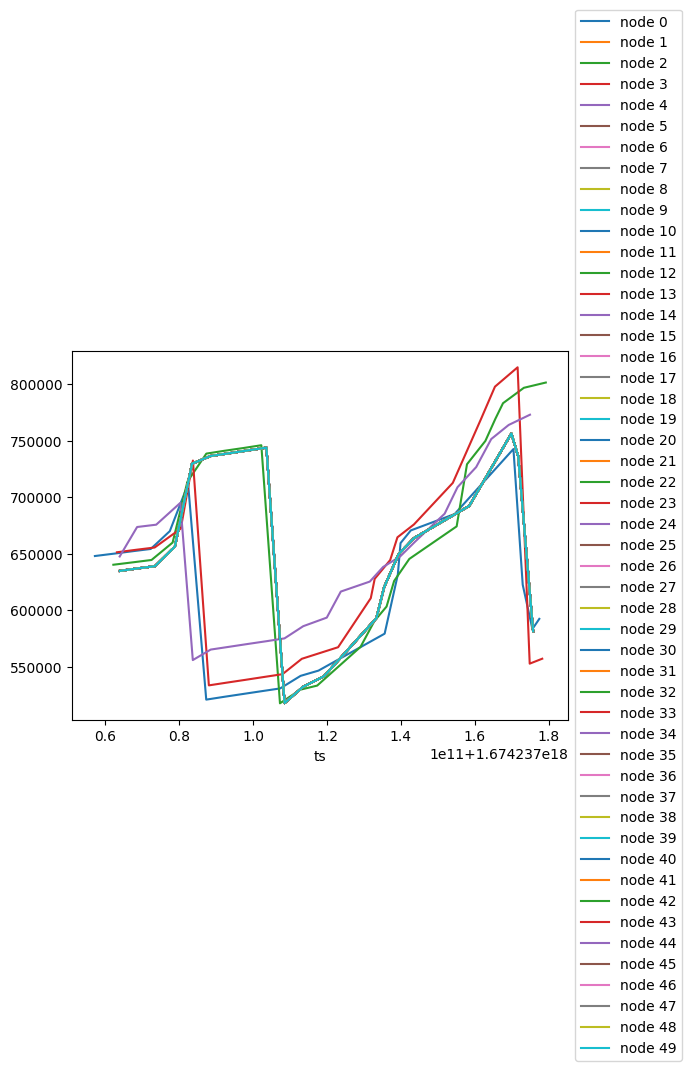 node 0
node 1
node 2
node 3
node 4
node 5
node 6
node 7
node 8
node 9
node 10
node 11
node 12
node 13
node 14
node 15
node 16
node 17
node 18
node 19
node 20
node 21
node 22
node 23
node 24
node 25
node 26
node 27
node 28
node 29
node 30
node 31
node 32
node 33
node 34
node 35
node 36
node 37
node 38
node 39
node 40
node 41
node 42
node 43
node 44
node 45
node 46
node 47
node 48
node 49
800000
750000
700000
650000
600000
550000
0.6 0.8 1.0 1.2 1.4 1.6 1.8
ts
1e11+1.674237e18